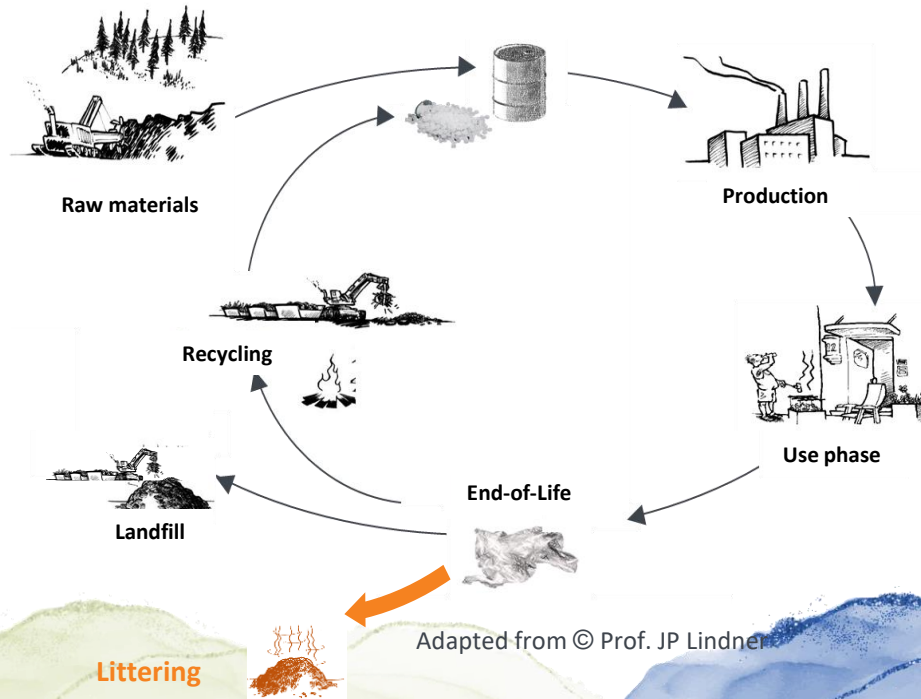 Raw materials
Production
Recycling
Use phase
End-of-Life
Landfill
Adapted from © Prof. JP Lindner
Littering